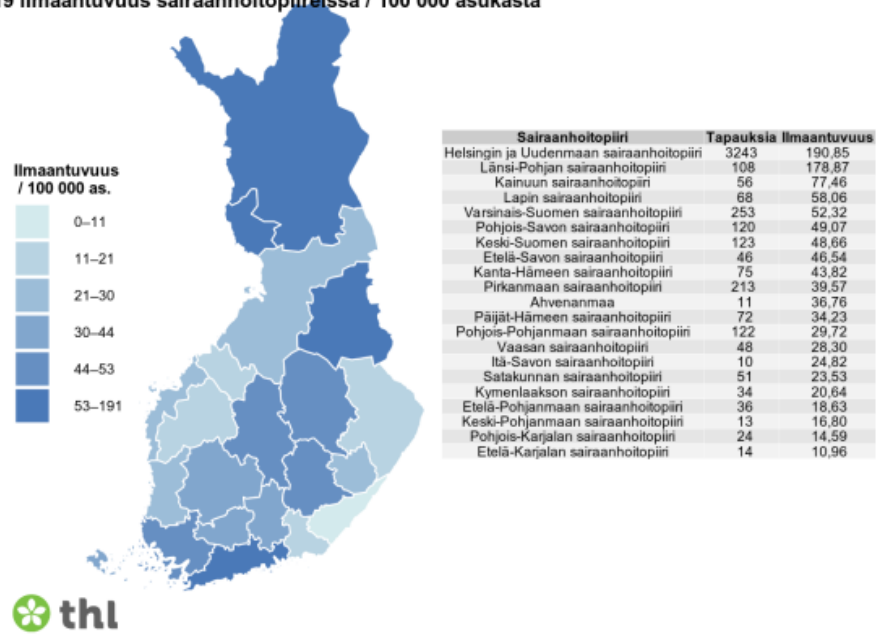 19 ilmaantuvuus sairaanhoitopiireissä / 100 000 asukasta
Ilmaantuvuus
/ 100 000 as.
0–11
11–21
21–30
30–44
44–53
53–191
Sairaanhoitopiiri Tapauksia Ilmaantuvuus
Helsingin ja Uudenmaan sairaanhoitopiiri 3243 190,85
Länsi-Pohjan sairaanhoitopiiri 108 178,87
Kainuun sairaanhoitopiiri 56 77,46
Lapin sairaanhoitopiiri 68 58,06
Varsinais-Suomen sairaanhoitopiiri 253 52,32
Pohjois-Savon sairaanhoitopiiri 120 49,07
Keski-Suomen sairaanhoitopiiri 123 48,66
Etelä-Savon sairaanhoitopiiri 46 46,54
Kanta-Hämeen sairaanhoitopiiri 75 43,82
Pirkanmaan sairaanhoitopiiri 213 39,57
Ahvenanmaa 11 36,76
Päijät-Hämeen sairaanhoitopiiri 72 34,23
Pohjois-Pohjanmaan sairaanhoitopiiri 122 29,72
Vaasan sairaanhoitopiiri 48 28,30
Itä-Savon sairaanhoitopiiri 10 24,82
Satakunnan sairaanhoitopiiri 51 23,53
Kymenlaakson sairaanhoitopiiri 34 20,64
Etelä-Pohjanmaan sairaanhoitopiiri 36 18,63
Keski-Pohjanmaan sairaanhoitopiiri 13 16,80
Pohjois-Karjalan sairaanhoitopiiri 24 14,59
Etelä-Karjalan sairaanhoitopiiri 14 10,96
thl